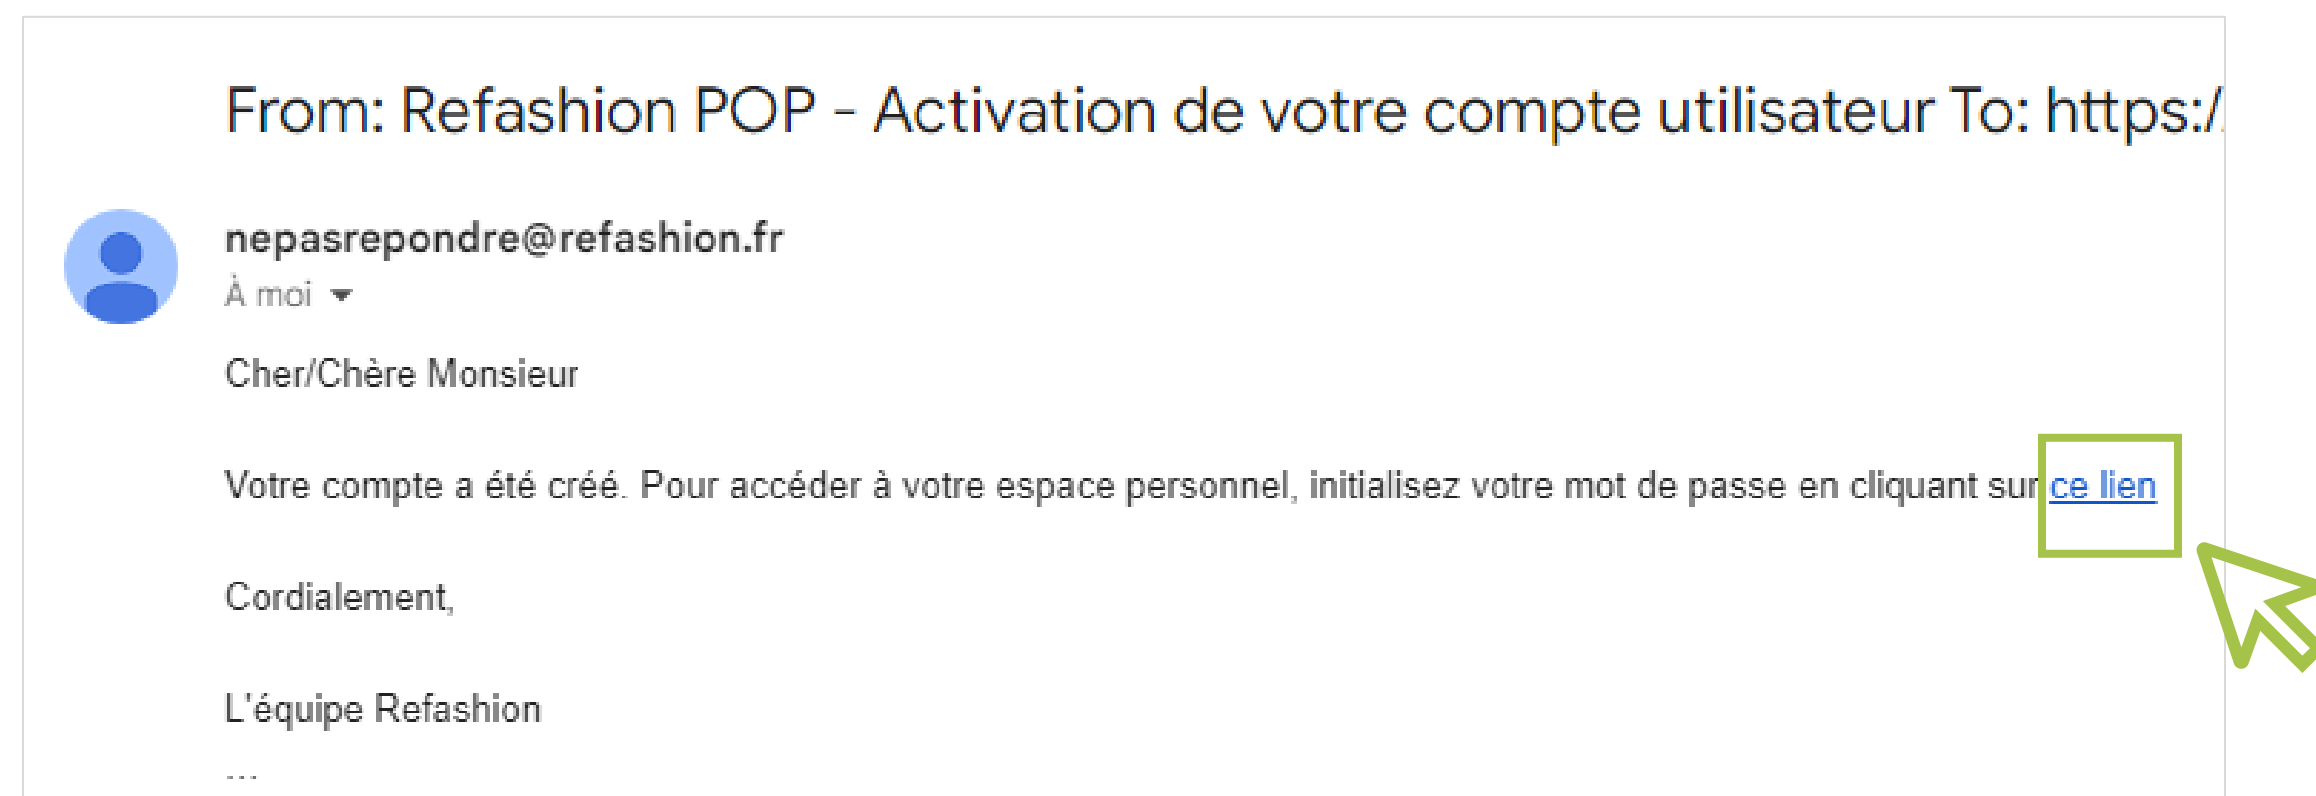 From: Refashion POP - Activation de votre compte utilisateur To: https:/
nepasrepondre@refashion.fr
À moi
Cher/Chère Monsieur
Votre compte a été créé. Pour accéder à votre espace personnel, initialisez votre mot de passe en cliquant sur ce lien
Cordialement,
L'équipe Refashion
...